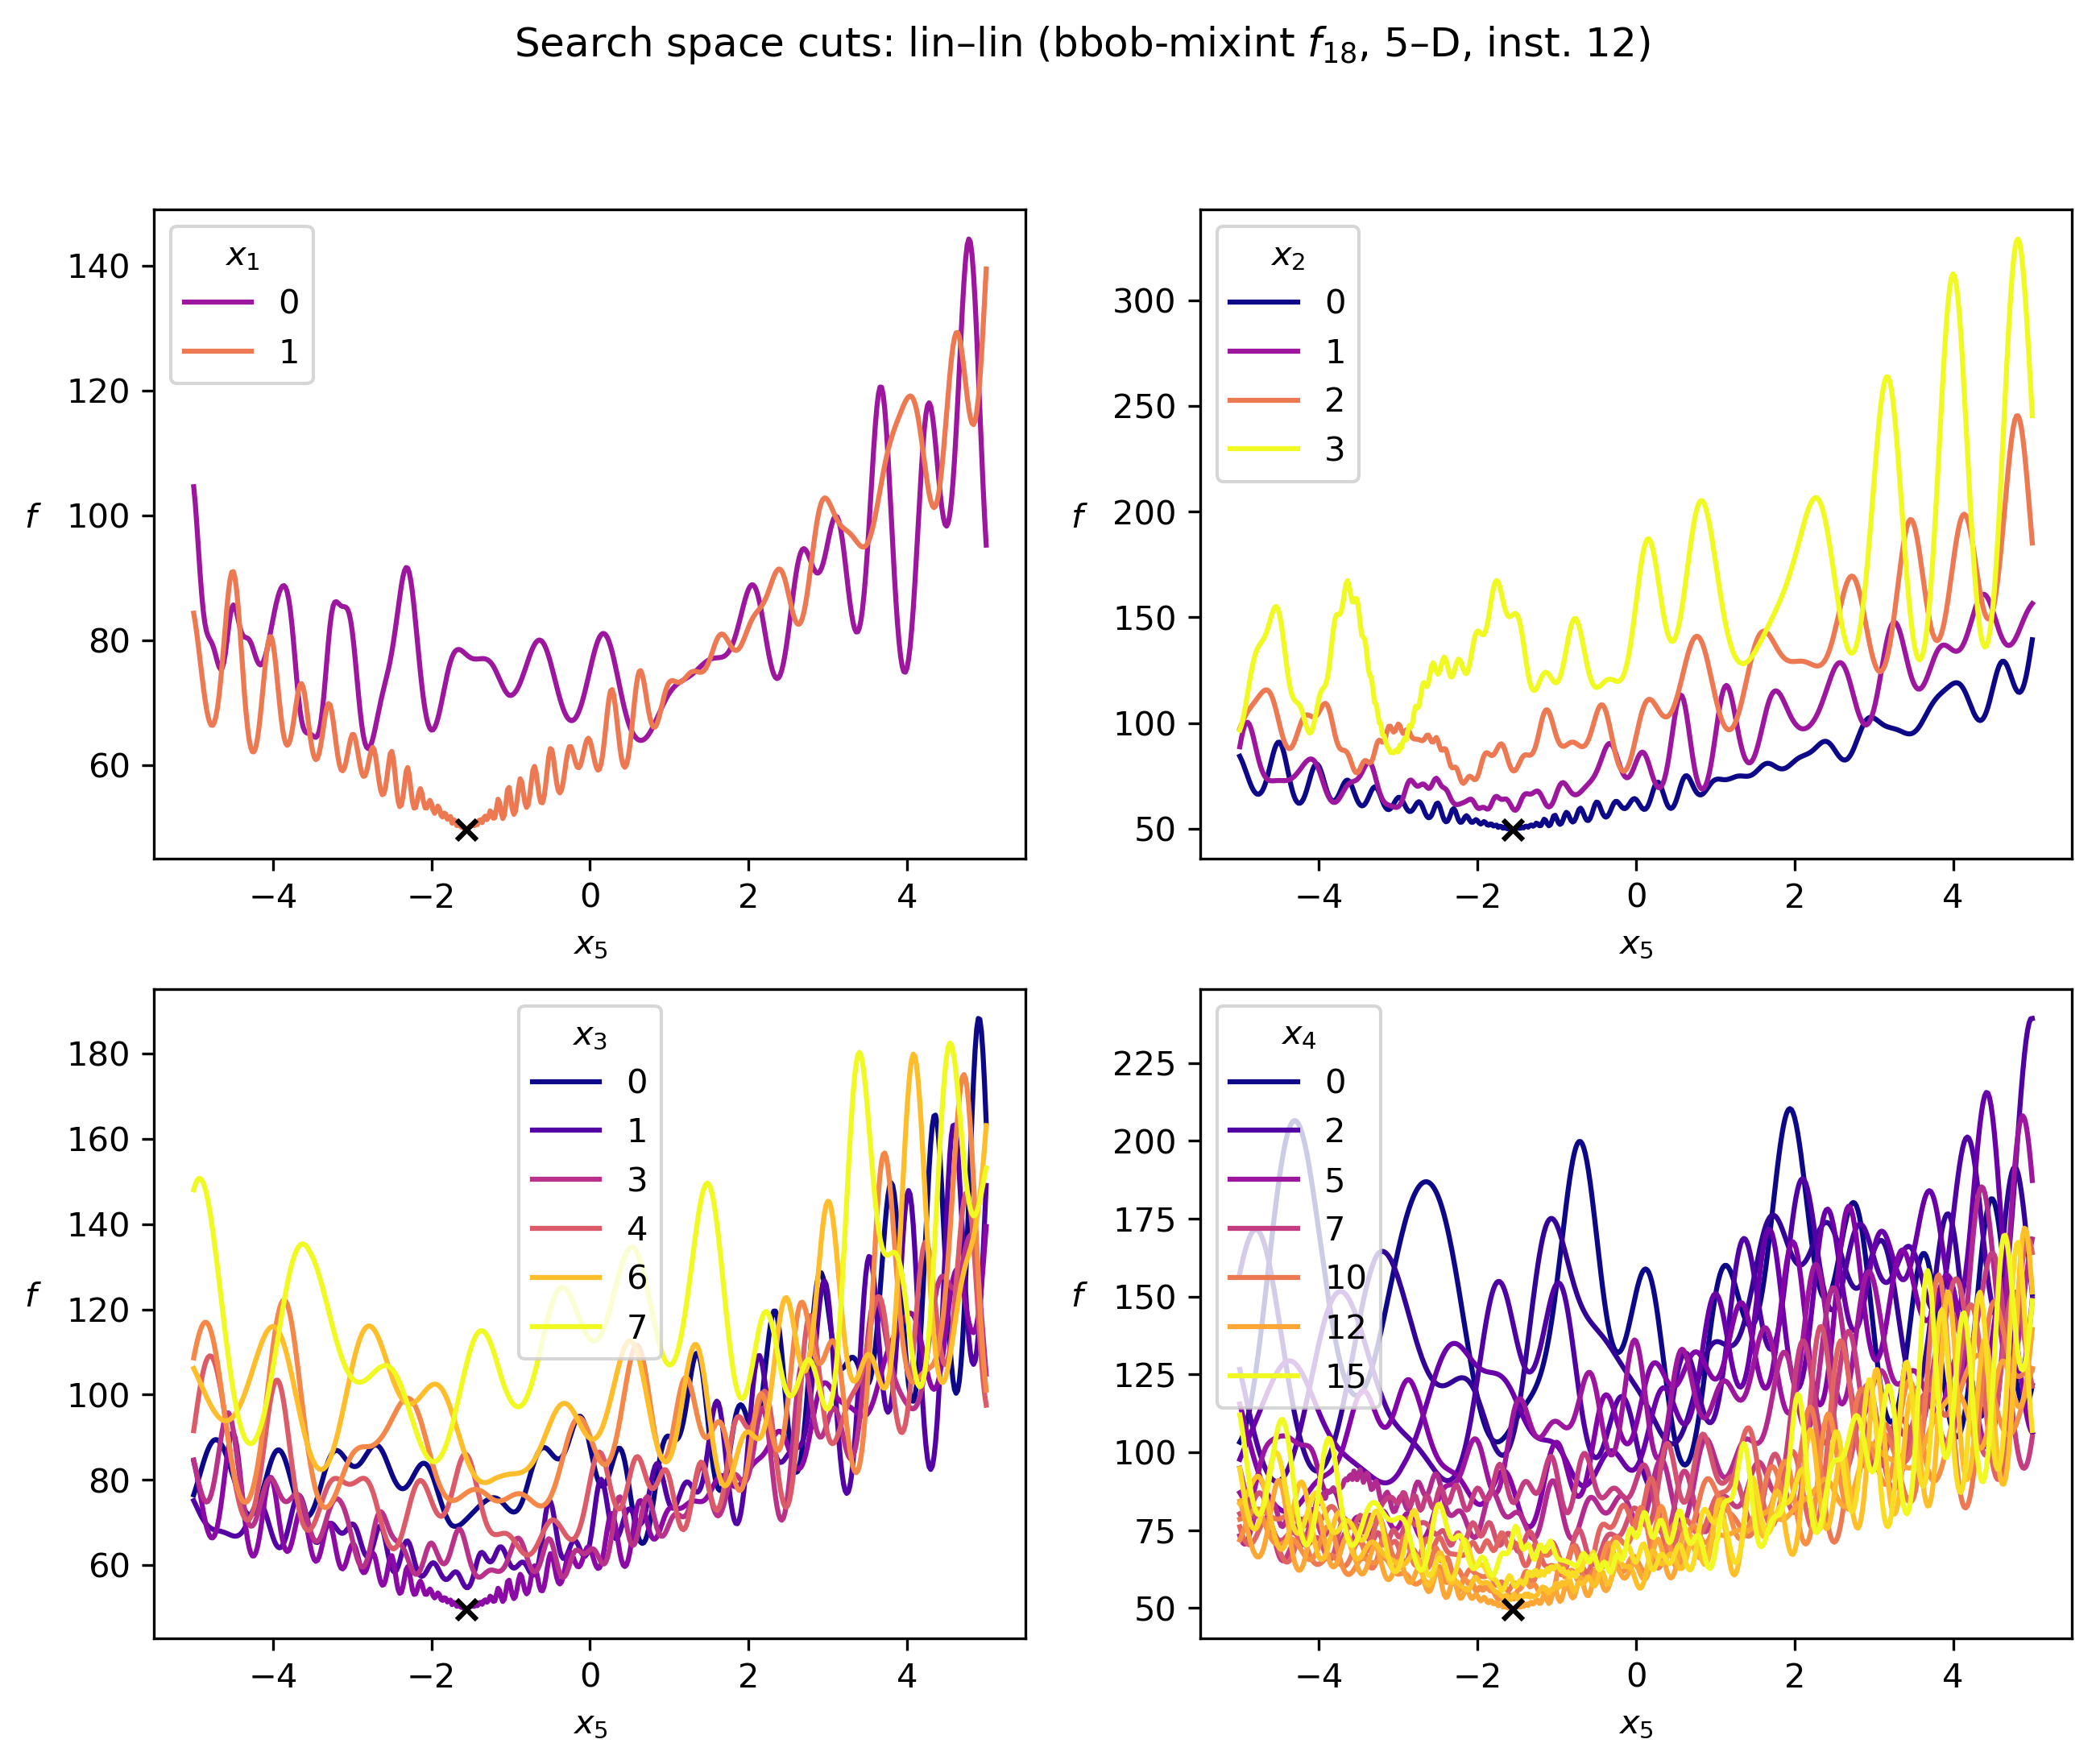 Search space cuts: lin–lin (bbob-mixint f₁₈, 5–D, inst. 12)
x₁
0
1
140
120
100
80
60
f
−4 −2 0 2 4
x₅
x₂
0
1
2
3
300
250
200
150
100
50
f
−4 −2 0 2 4
x₅
x₃
0
1
3
4
6
7
180
160
140
120
100
80
60
f
−4 −2 0 2 4
x₅
x₄
0
2
5
7
10
12
15
225
200
175
150
125
100
75
50
f
−4 −2 0 2 4
x₅